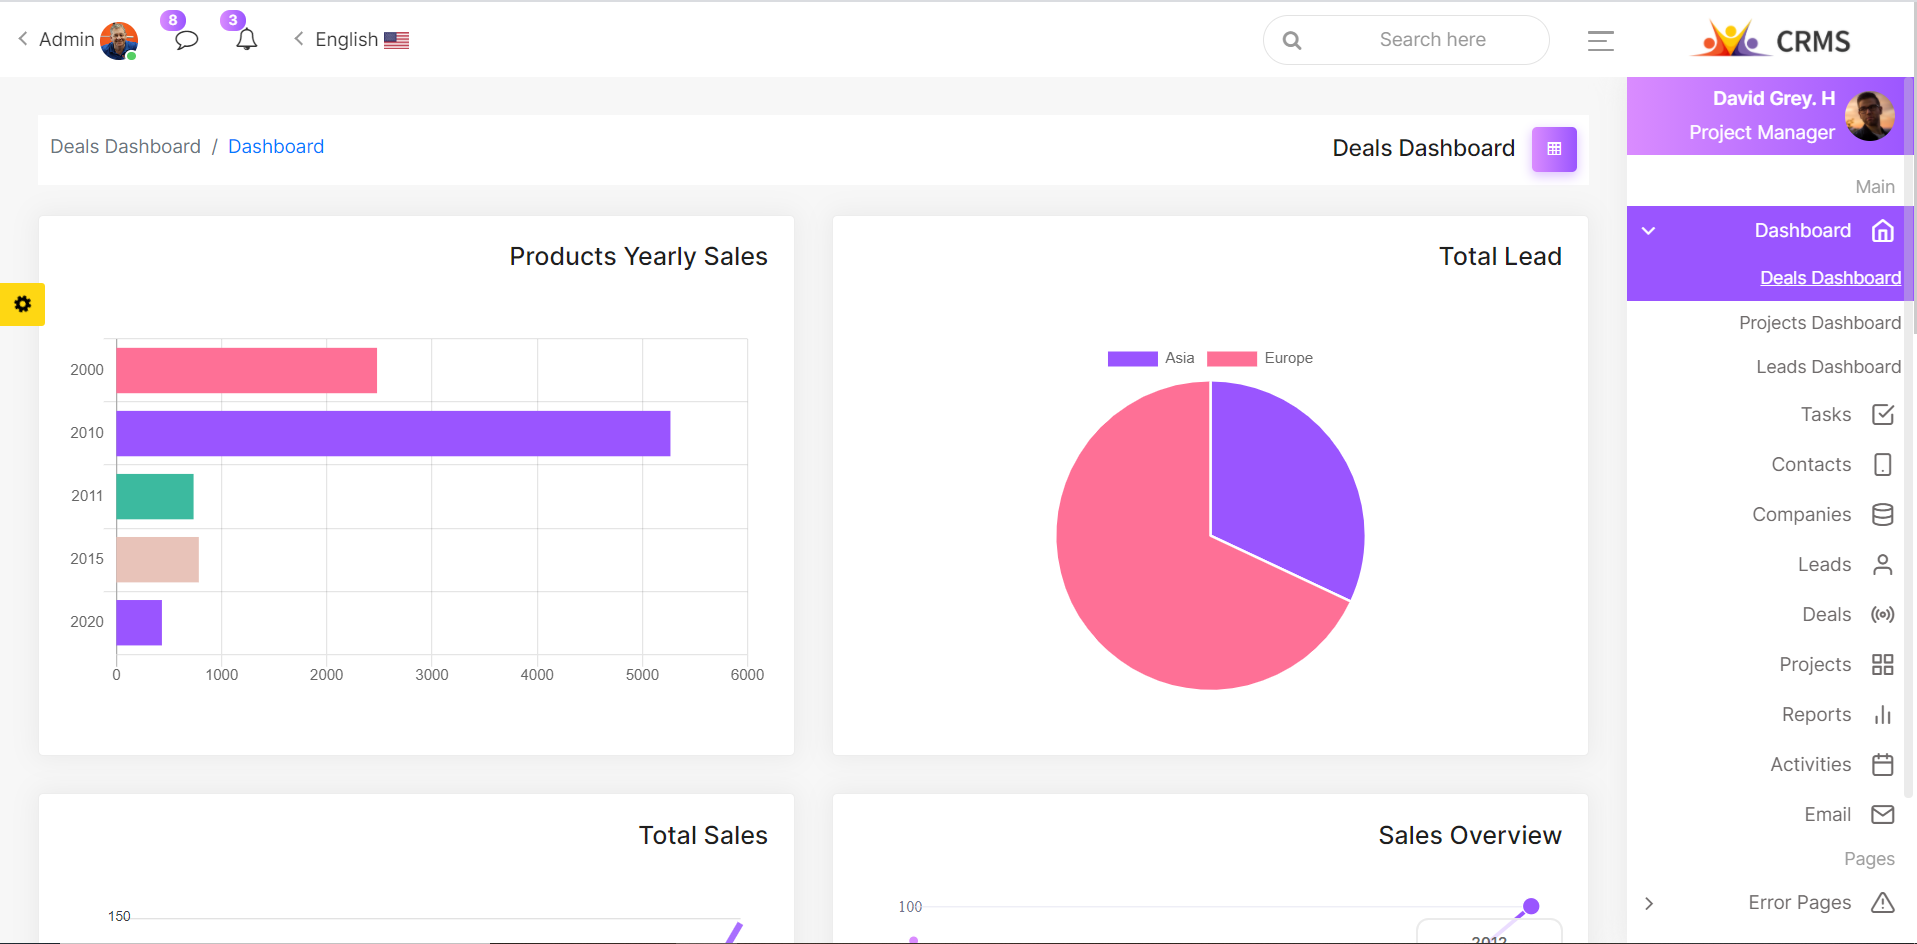 Admin
8
3
English
Search here
CRMS
David Grey. H
Project Manager
Deals Dashboard / Dashboard
Deals Dashboard
Main
Dashboard
Deals Dashboard
Projects Dashboard
Leads Dashboard
Tasks
Contacts
Companies
Leads
Deals
Projects
Reports
Activities
Email
Pages
Error Pages
Products Yearly Sales
2000
2010
2011
2015
2020
0 1000 2000 3000 4000 5000 6000
Total Lead
Asia Europe
Total Sales
150
Sales Overview
100
2012